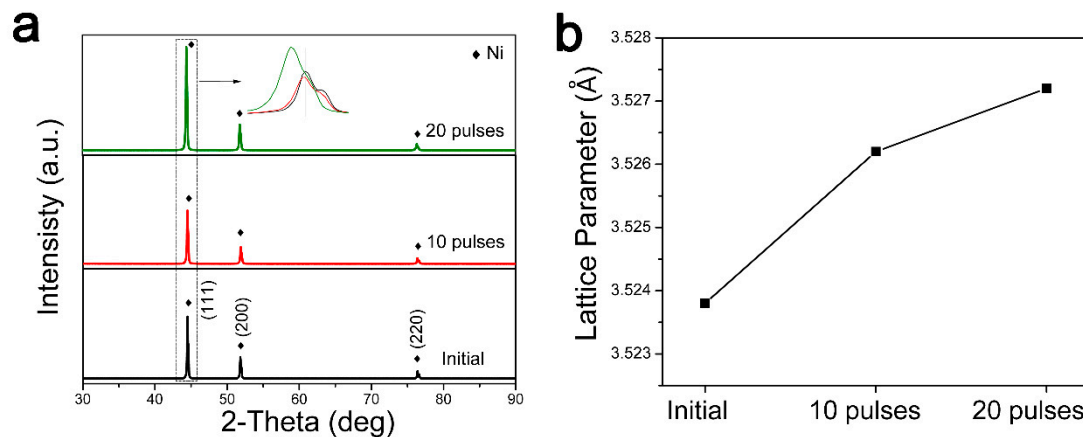 a
◆ Ni
20 pulses
10 pulses
(111)
(200)
(220)
Initial
Intensisty (a.u.)
30 40 50 60 70 80 90
2-Theta (deg)
b
Lattice Parameter (Å)
3.528
3.527
3.526
3.525
3.524
3.523
Initial 10 pulses 20 pulses